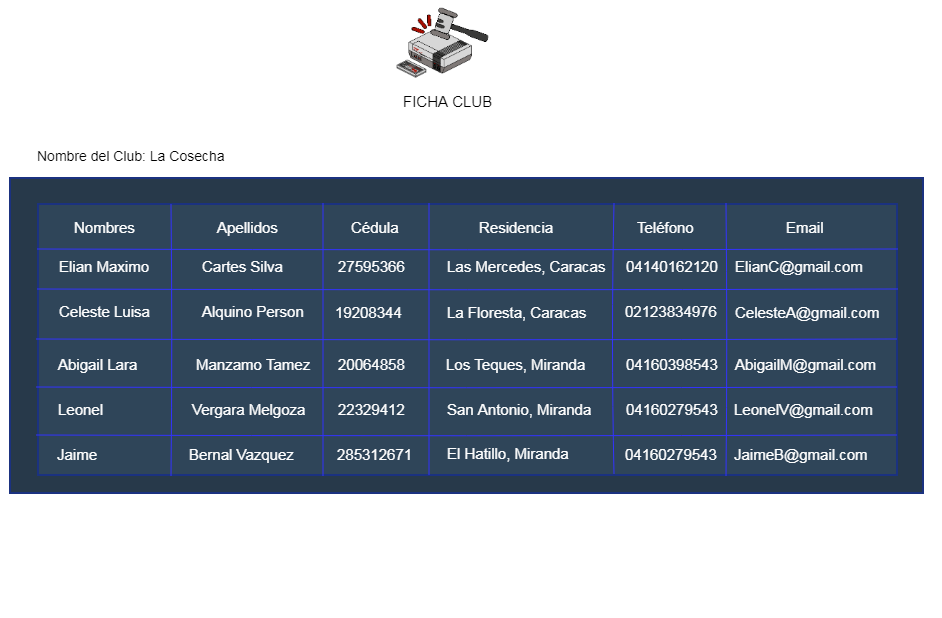 FICHA CLUB
Nombre del Club: La Cosecha
Nombres Apellidos Cédula Residencia Teléfono Email
Elian Maximo Cartes Silva 27595366 Las Mercedes, Caracas 04140162120 ElianC@gmail.com
Celeste Luisa Alquino Person 19208344 La Floresta, Caracas 02123834976 CelesteA@gmail.com
Abigail Lara Manzamo Tamez 20064858 Los Teques, Miranda 04160398543 AbigailM@gmail.com
Leonel Vergara Melgoza 22329412 San Antonio, Miranda 04160279543 LeonelV@gmail.com
Jaime Bernal Vazquez 285312671 El Hatillo, Miranda 04160279543 JaimeB@gmail.com